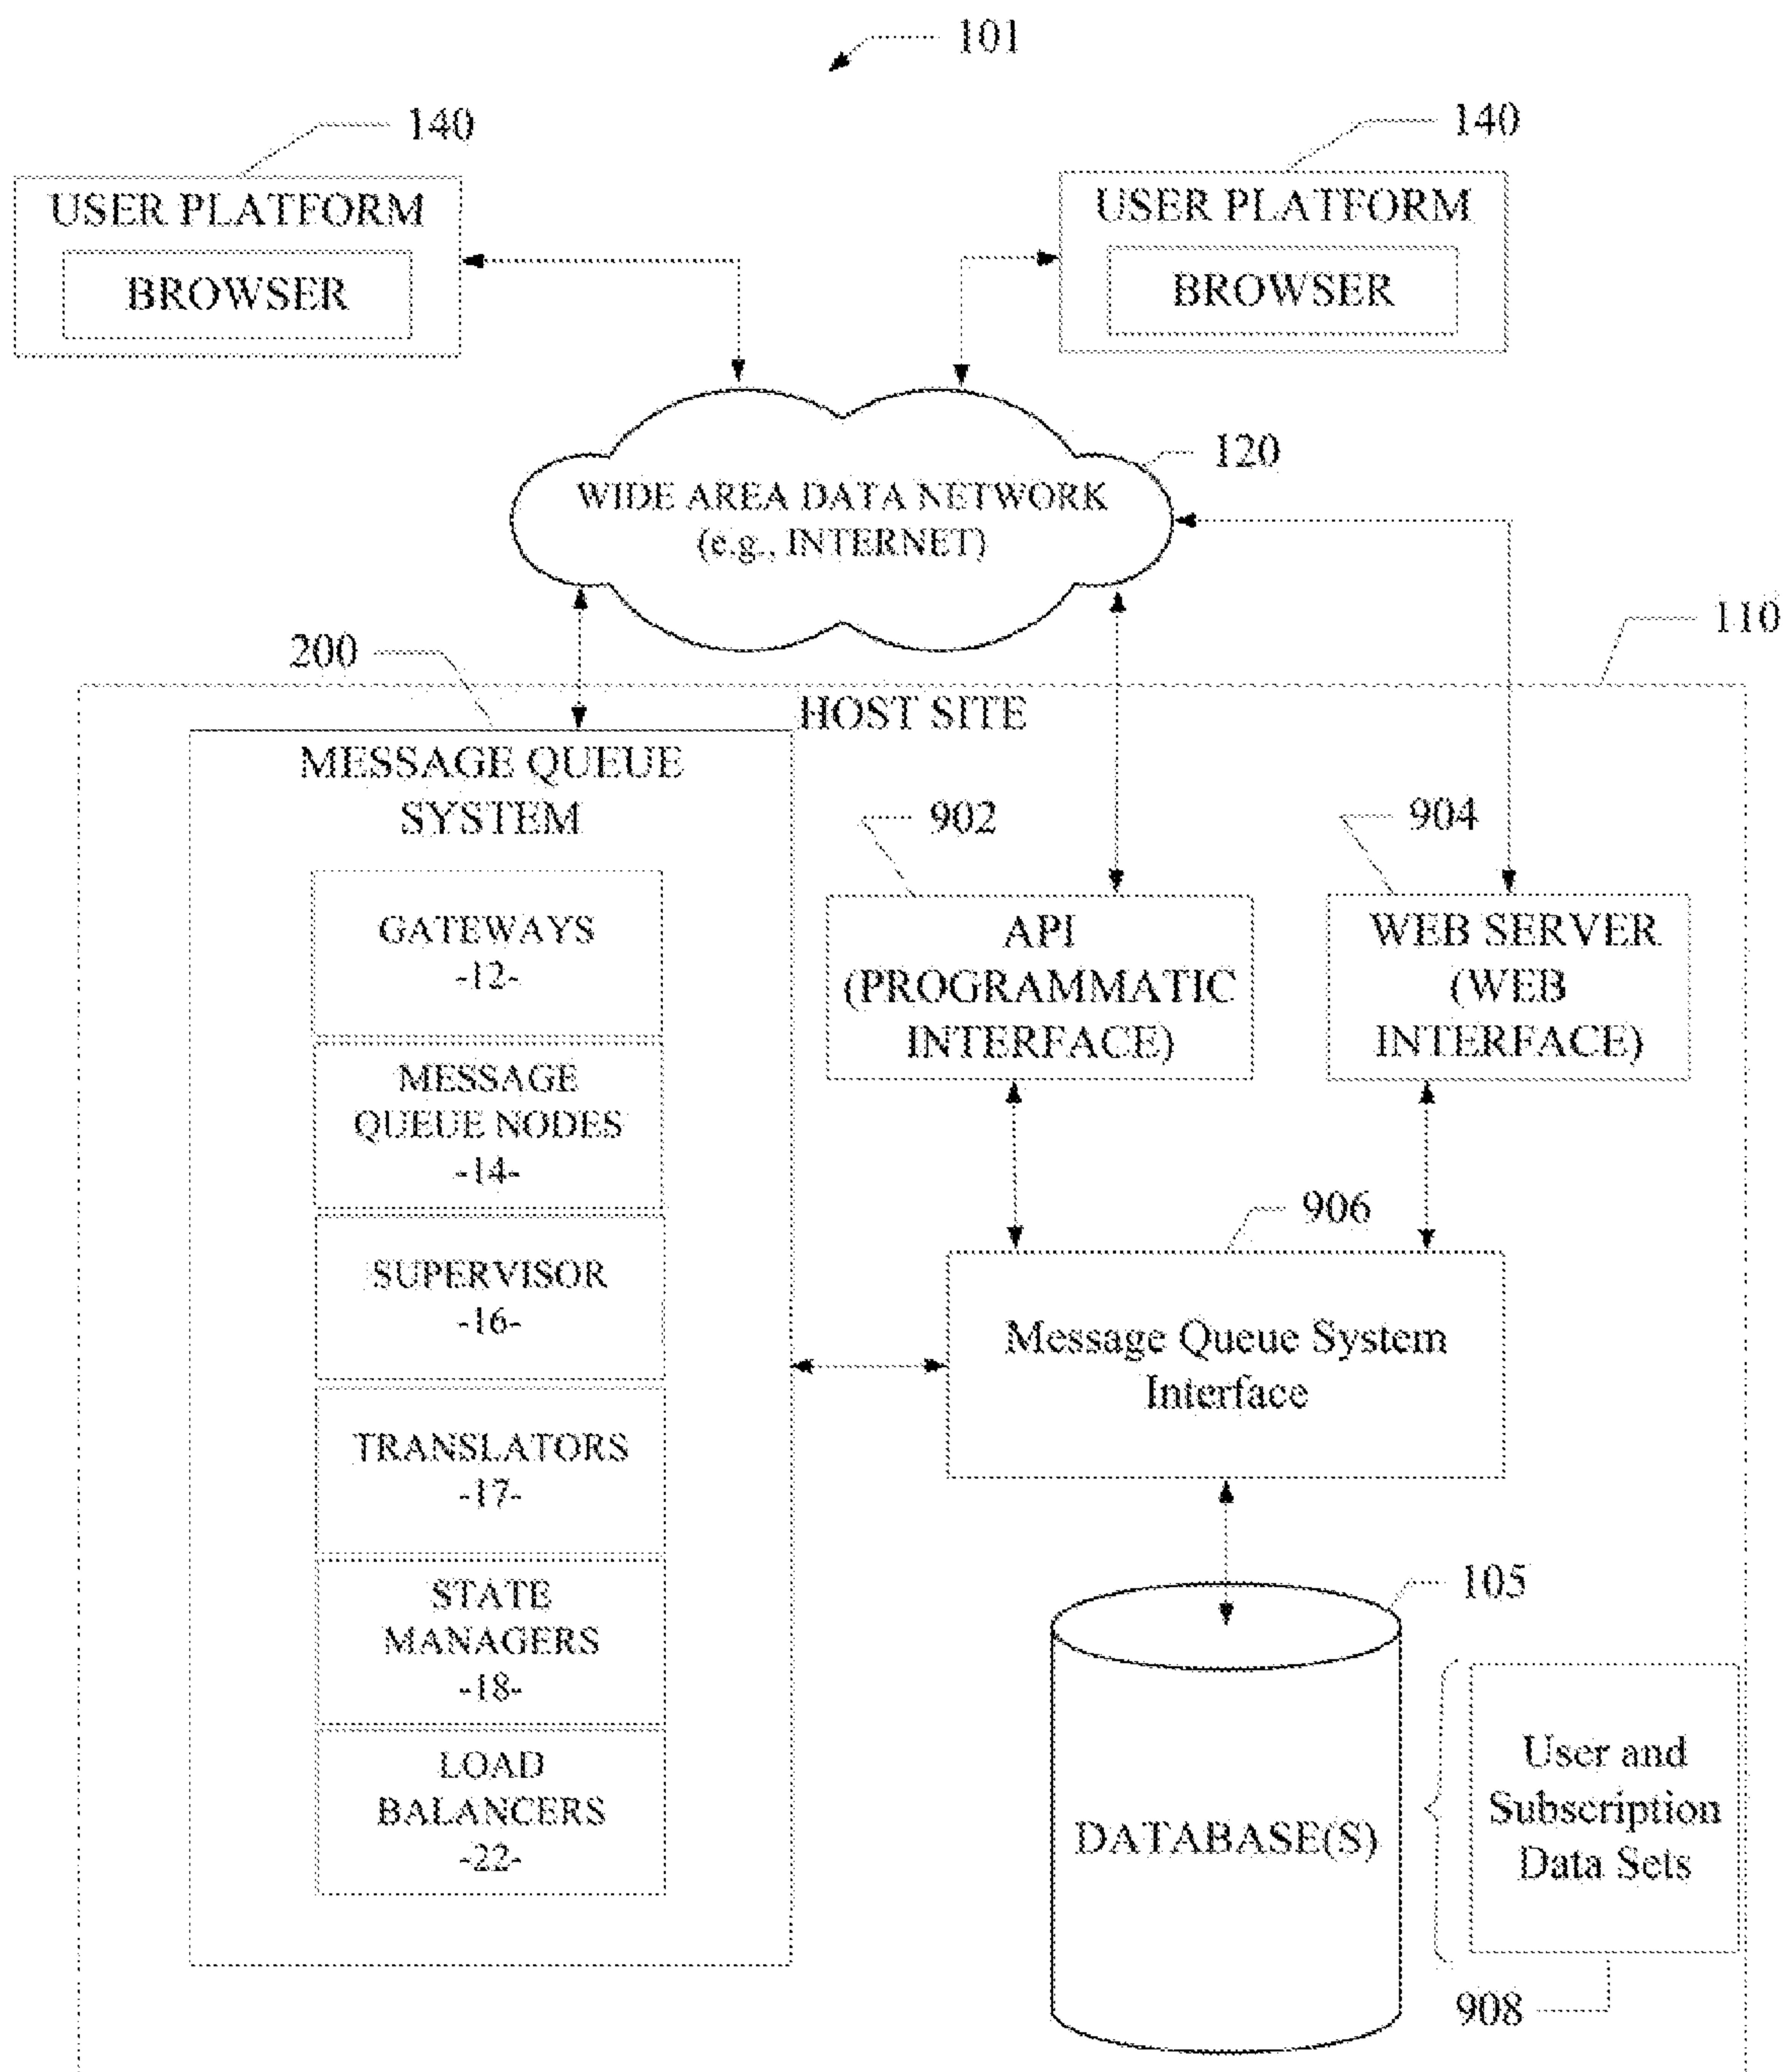 101
140
140
USER PLATFORM
BROWSER
USER PLATFORM
BROWSER
120
WIDE AREA DATA NETWORK
(e.g., INTERNET)
110
200
HOST SITE
MESSAGE QUEUE
SYSTEM
GATEWAYS
-12-
MESSAGE
QUEUE NODES
-14-
SUPERVISOR
-16-
TRANSLATORS
-17-
STATE
MANAGERS
-18-
LOAD
BALANCERS
-22-
902
API
(PROGRAMMATIC
INTERFACE)
904
WEB SERVER
(WEB
INTERFACE)
906
Message Queue System
Interface
105
DATABASE(S)
User and
Subscription
Data Sets
908